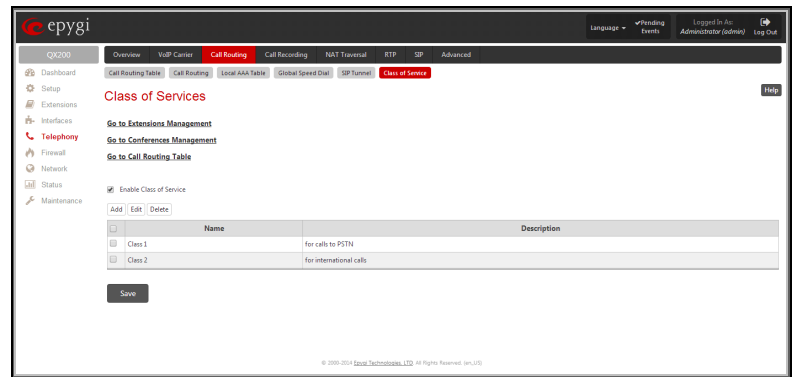 epygi
Language
Pending Events
Logged In As:
Administrator (admin)
Log Out
QX200
Overview VoIP Carrier Call Routing Call Recording NAT Traversal RTP SIP Advanced
Dashboard
Setup
Extensions
Interfaces
Telephony
Firewall
Network
Status
Maintenance
Call Routing Table Call Routing Local AAA Table Global Speed Dial SIP Tunnel Class of Service
Help
Class of Services
Go to Extensions Management
Go to Conferences Management
Go to Call Routing Table
Enable Class of Service
Add Edit Delete
Name Description
Class 1 for calls to PSTN
Class 2 for international calls
Save
© 2003-2014 Epygi Technologies, LTD. All Rights Reserved. (en_US)